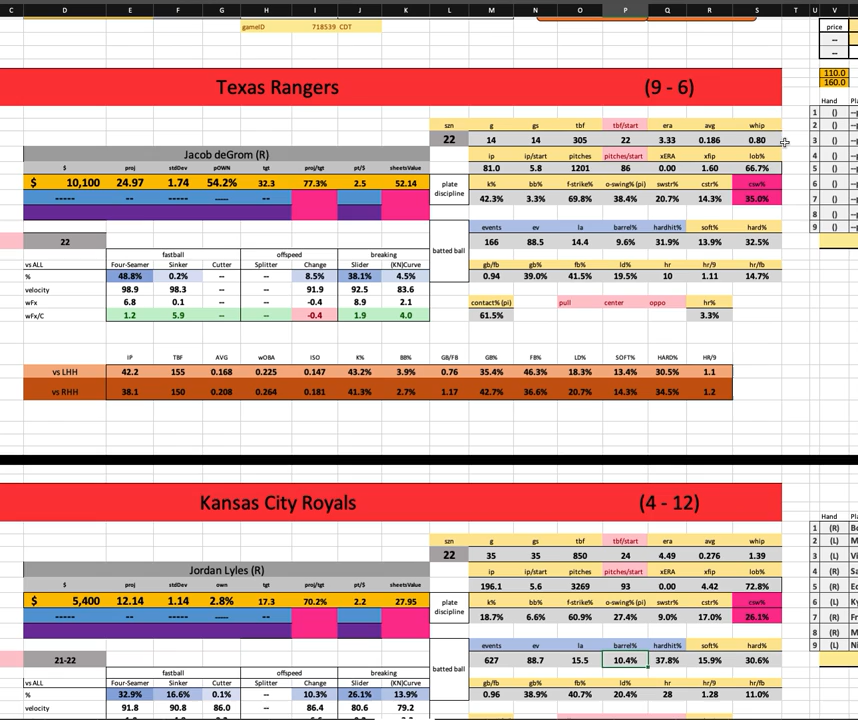 C D E F G H I J K L M N O P Q R S T U V
gameID 718539 CDT
price
--
--
Texas Rangers (9 - 6)
110.0
160.0
Hand Pla
szn g gs tbf tbf/start era avg whip
22 14 14 305 22 3.33 0.186 0.80
Jacob deGrom (R)
ip ip/start pitches pitches/start xERA xfip lob%
$ proj stdDev pOWN tgt proj/tgt pt/$ sheetsValue
81.0 5.8 1201 86 0.00 1.60 66.7%
$ 10,100 24.97 1.74 54.2% 32.3 77.3% 2.5 52.14
plate discipline
k% bb% f-strike% o-swing% (pi) swstr% cstr% csw%
----- -- -- ---- -- -- --
42.3% 3.3% 69.8% 38.4% 20.7% 14.3% 35.0%
1 ()
2 ()
3 ()
4 ()
5 ()
6 ()
7 ()
8 ()
9 ()
batted ball
events ev la barrel% hardhit% soft% hard%
22
166 88.5 14.4 9.6% 31.9% 13.9% 32.5%
fastball offspeed breaking
vs ALL Four-Seamer Sinker Cutter Splitter Change Slider (KN)Curve
gb/fb gb% fb% ld% hr hr/9 hr/fb
% 48.8% 0.2% -- -- 8.5% 38.1% 4.5%
0.94 39.0% 41.5% 19.5% 10 1.11 14.7%
velocity 98.9 98.3 -- -- 91.9 92.5 83.6
wFx 6.8 0.1 -- -- -0.4 8.9 2.1
contact% (pi) pull center oppo hr%
wFx/C 1.2 5.9 -- -- -0.4 1.9 4.0
61.5% 3.3%
IP TBF AVG wOBA ISO K% BB% GB/FB GB% FB% LD% SOFT% HARD% HR/9
vs LHH 42.2 155 0.168 0.225 0.147 43.2% 3.9% 0.76 35.4% 46.3% 18.3% 13.4% 30.5% 1.1
vs RHH 38.1 150 0.208 0.264 0.181 41.3% 2.7% 1.17 42.7% 36.6% 20.7% 14.3% 34.5% 1.2
Kansas City Royals (4 - 12)
Hand Pla
1 (R) Bo
2 (L) M
3 (L) Vi
4 (R) Sa
5 (R) Ed
6 (L) Ky
7 (R) Fr
8 (R) M
9 (L) Ni
szn g gs tbf tbf/start era avg whip
22 35 35 850 24 4.49 0.276 1.39
Jordan Lyles (R)
ip ip/start pitches pitches/start xERA xfip lob%
$ proj stdDev own tgt proj/tgt pt/$ sheetsValue
196.1 5.6 3269 93 0.00 4.42 72.8%
$ 5,400 12.14 1.14 2.8% 17.3 70.2% 2.2 27.95
plate discipline
k% bb% f-strike% o-swing% (pi) swstr% cstr% csw%
----- -- -- -- -- -- --
18.8% 6.6% 60.9% 27.4% 9.0% 17.0% 26.1%
batted ball
events ev la barrel% hardhit% soft% hard%
21-22
627 88.7 15.5 10.4% 37.8% 15.9% 30.6%
fastball offspeed breaking
vs ALL Four-Seamer Sinker Cutter Splitter Change Slider (KN)Curve
gb/fb gb% fb% ld% hr hr/9 hr/fb
% 32.9% 16.6% 0.1% -- 10.3% 26.1% 13.9%
0.96 38.9% 40.7% 20.4% 28 1.28 11.0%
velocity 91.8 90.8 86.0 -- 86.4 80.6 79.2